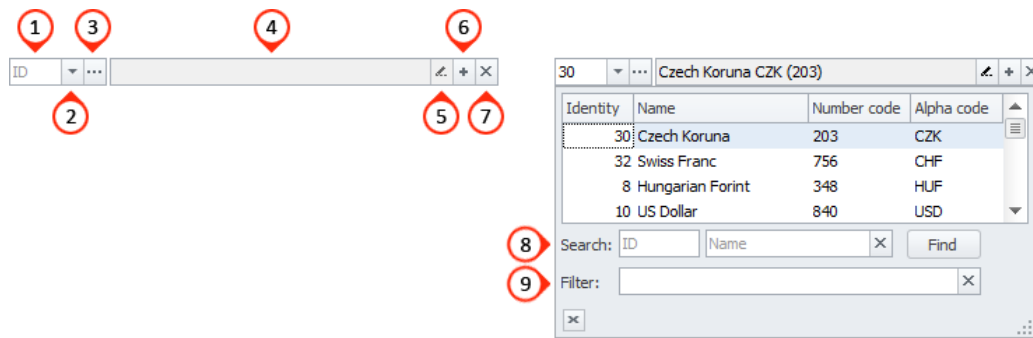 1 3 4 6
ID
2 5 7
30 Czech Koruna CZK (203)
Identity Name Number code Alpha code
30 Czech Koruna 203 CZK
32 Swiss Franc 756 CHF
8 Hungarian Forint 348 HUF
10 US Dollar 840 USD
8 Search: ID Name Find
9 Filter: